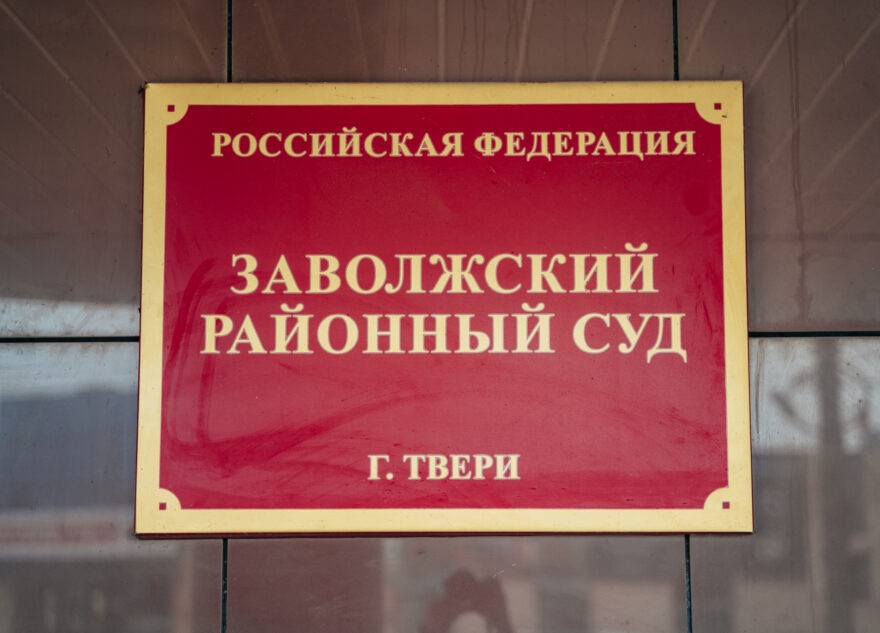 РОССИЙСКАЯ ФЕДЕРАЦИЯ
ЗАВОЛЖСКИЙ
РАЙОННЫЙ СУД
Г. ТВЕРИ